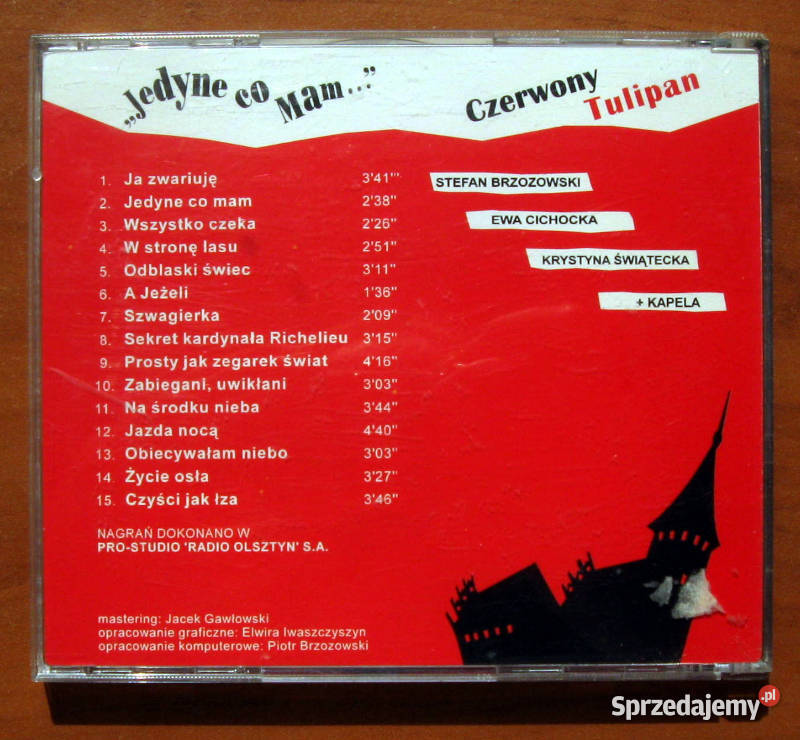 „Jedyne co Mam...”
Czerwony Tulipan
1. Ja zwariuję 3'41'"
2. Jedyne co mam 2'38"
3. Wszystko czeka 2'26"
4. W stronę lasu 2'51"
5. Odblaski świec 3'11"
6. A Jeżeli 1'36"
7. Szwagierka 2'09"
8. Sekret kardynała Richelieu 3'15"
9. Prosty jak zegarek świat 4'16"
10. Zabiegani, uwikłani 3'03"
11. Na środku nieba 3'44"
12. Jazda nocą 4'40"
13. Obiecywałam niebo 3'03"
14. Życie osła 3'27"
15. Czyści jak łza 3'46"
STEFAN BRZOZOWSKI
EWA CICHOCKA
KRYSTYNA ŚWIĄTECKA
+ KAPELA
NAGRAŃ DOKONANO W
PRO-STUDIO 'RADIO OLSZTYN' S.A.
mastering: Jacek Gawłowski
opracowanie graficzne: Elwira Iwaszczyszyn
opracowanie komputerowe: Piotr Brzozowski
Sprzedajemy.pl